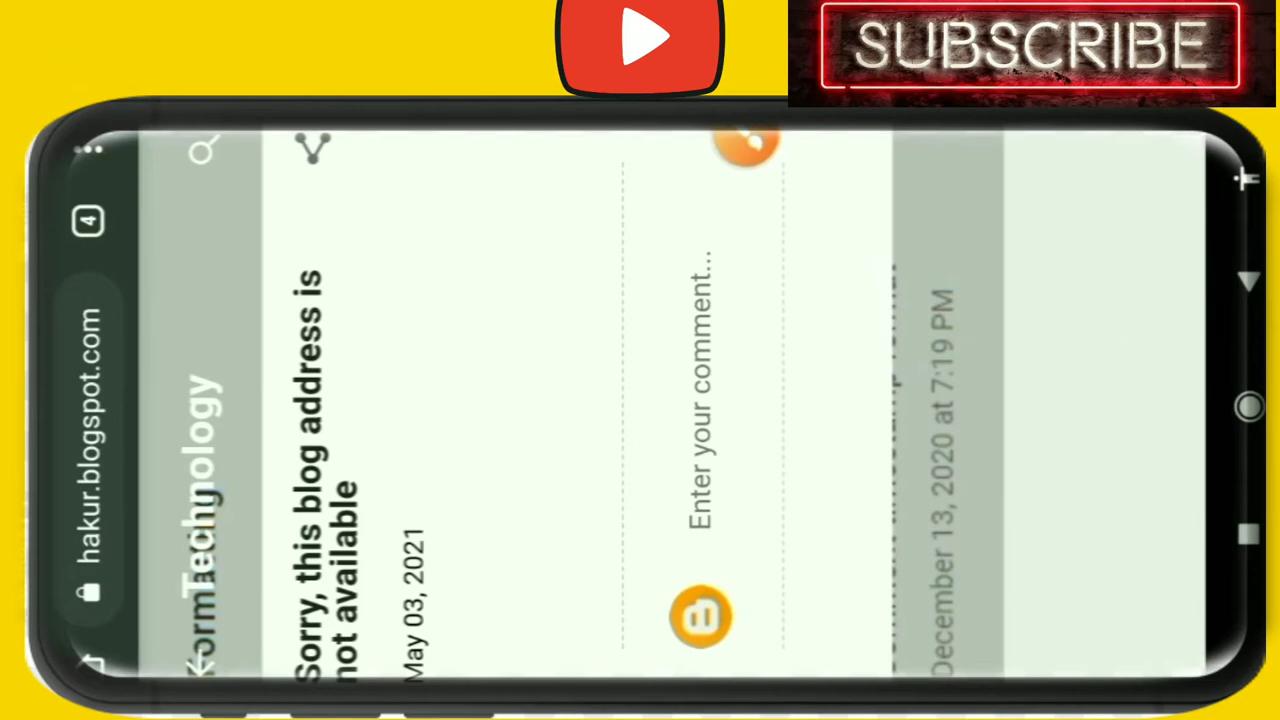 SUBSCRIBE
4
hakur.blogspot.com
Technology
Sorry, this blog address is
not available
May 03, 2021
Enter your comment...
December 13, 2020 at 7:19 PM